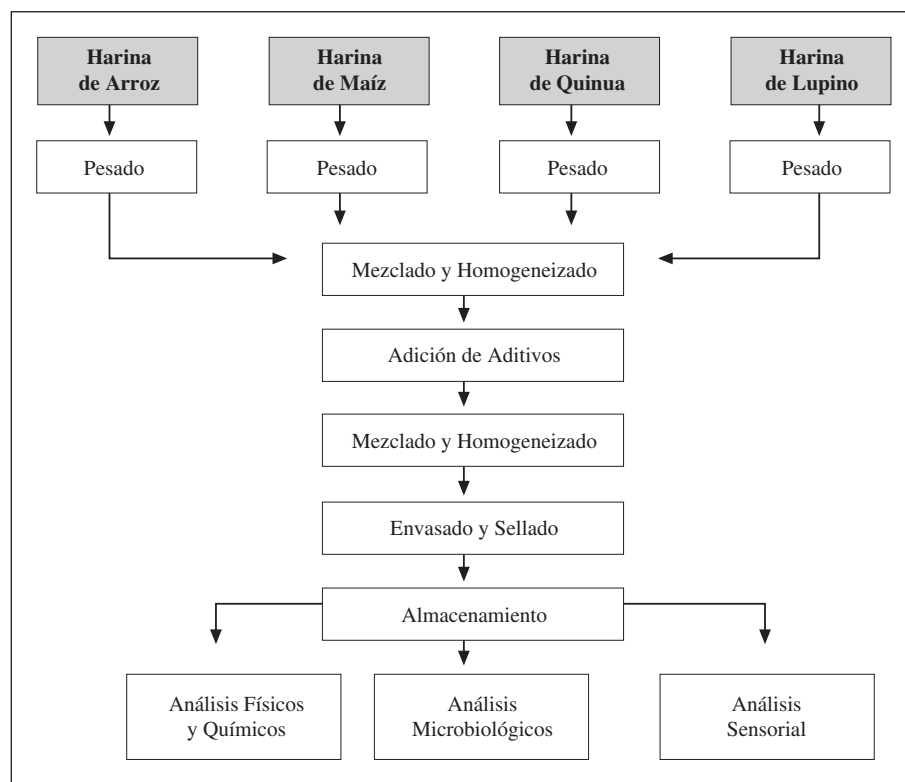 Harina
de Arroz
Harina
de Maíz
Harina
de Quinua
Harina
de Lupino
Pesado
Pesado
Pesado
Pesado
Mezclado y Homogeneizado
Adición de Aditivos
Mezclado y Homogeneizado
Envasado y Sellado
Almacenamiento
Análisis Físicos
y Químicos
Análisis
Microbiológicos
Análisis
Sensorial